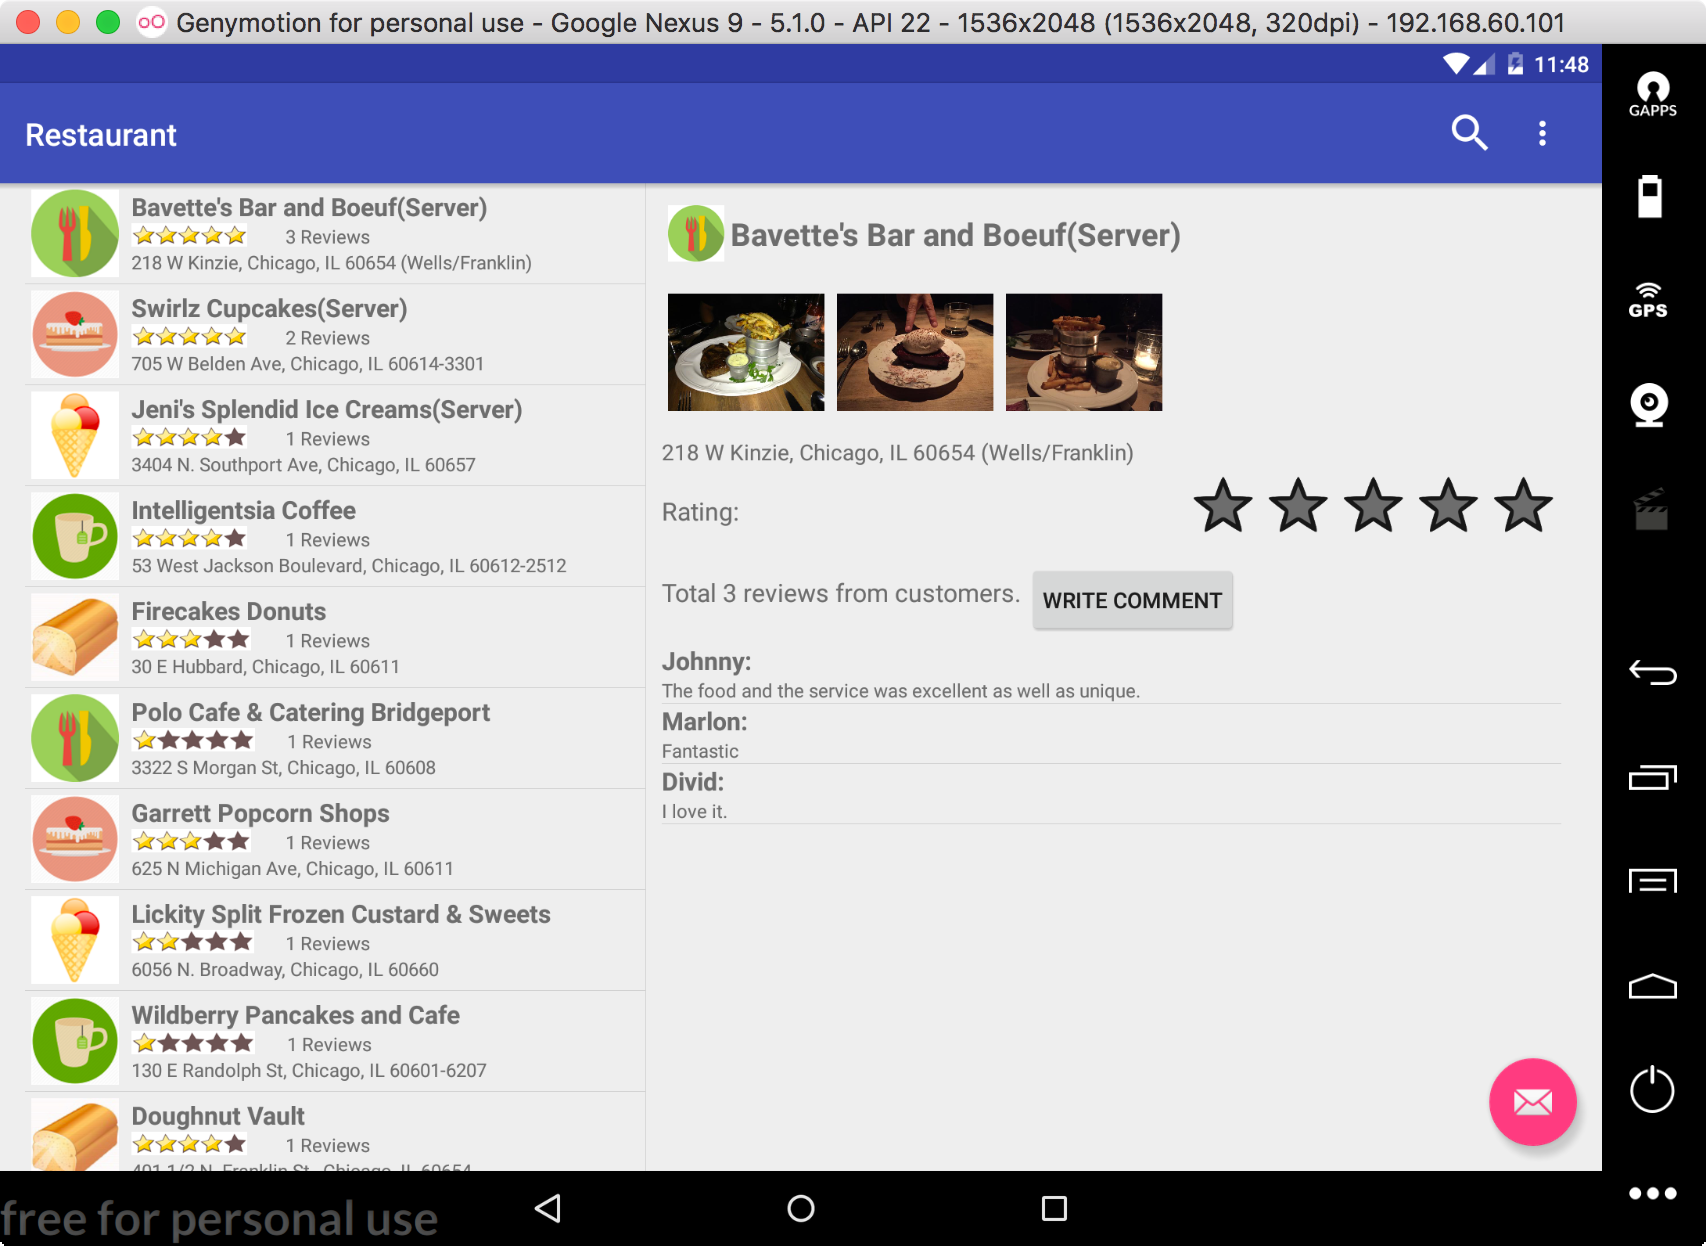 Genymotion for personal use - Google Nexus 9 - 5.1.0 - API 22 - 1536x2048 (1536x2048, 320dpi) - 192.168.60.101
11:48
Restaurant
Bavette's Bar and Boeuf(Server)
3 Reviews
218 W Kinzie, Chicago, IL 60654 (Wells/Franklin)
Swirlz Cupcakes(Server)
2 Reviews
705 W Belden Ave, Chicago, IL 60614-3301
Jeni's Splendid Ice Creams(Server)
1 Reviews
3404 N. Southport Ave, Chicago, IL 60657
Intelligentsia Coffee
1 Reviews
53 West Jackson Boulevard, Chicago, IL 60612-2512
Firecakes Donuts
1 Reviews
30 E Hubbard, Chicago, IL 60611
Polo Cafe & Catering Bridgeport
1 Reviews
3322 S Morgan St, Chicago, IL 60608
Garrett Popcorn Shops
1 Reviews
625 N Michigan Ave, Chicago, IL 60611
Lickity Split Frozen Custard & Sweets
1 Reviews
6056 N. Broadway, Chicago, IL 60660
Wildberry Pancakes and Cafe
1 Reviews
130 E Randolph St, Chicago, IL 60601-6207
Doughnut Vault
1 Reviews
401 1/2 N. Franklin St., Chicago, IL 60654
Bavette's Bar and Boeuf(Server)
218 W Kinzie, Chicago, IL 60654 (Wells/Franklin)
Rating:
Total 3 reviews from customers.
WRITE COMMENT
Johnny:
The food and the service was excellent as well as unique.
Marlon:
Fantastic
Divid:
I love it.
GAPPS
GPS
free for personal use